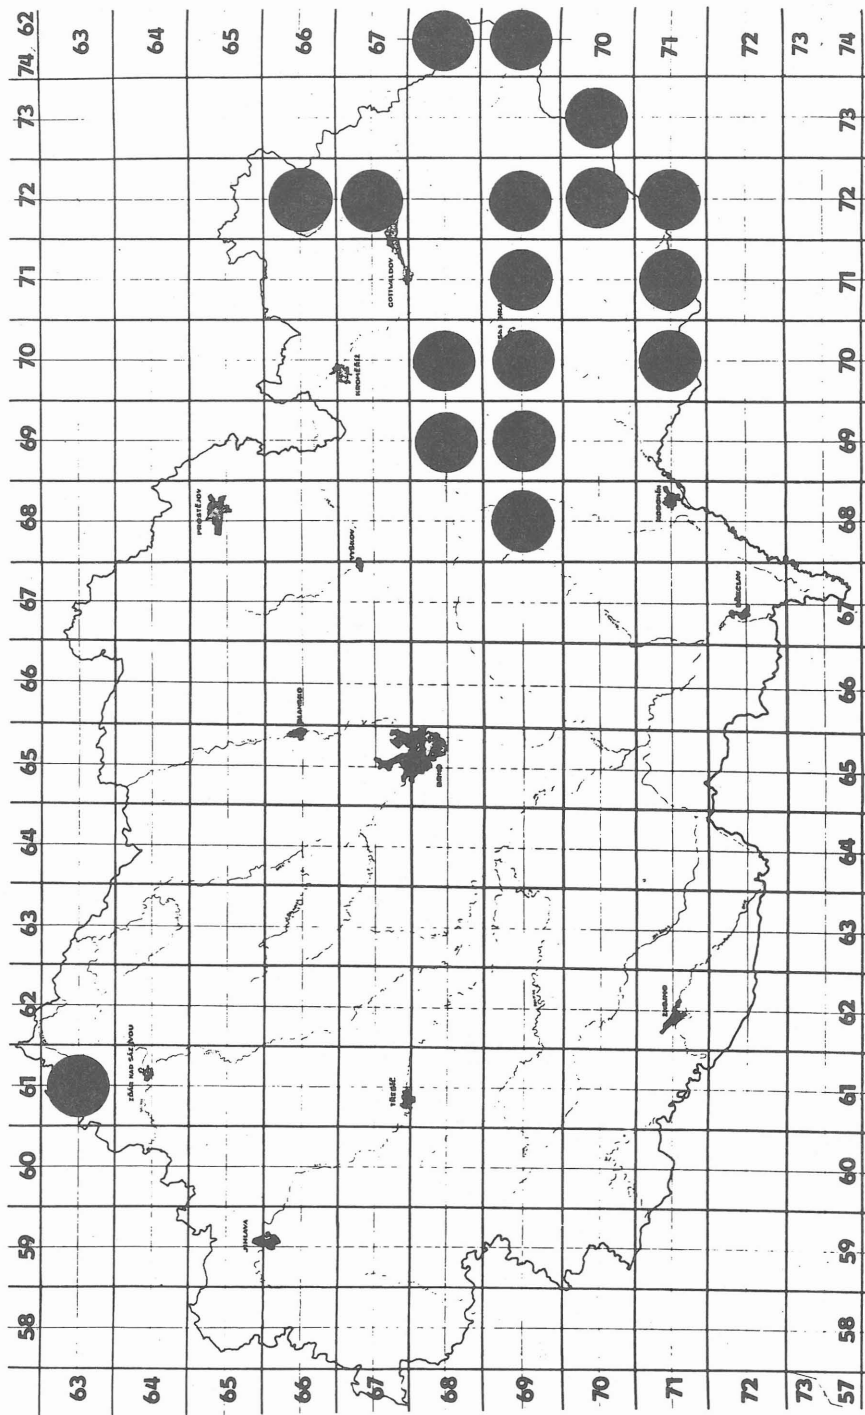 58 59 60 61 62 63 64 65 66 67 68 69 70 71 72 73 74 62
63 63
ŽĎÁR NAD SÁZAVOU
64 64
PROSTĚJOV
65 65
JIHLAVA
BLANSKO
66 66
VYŠKOV
KROMĚŘÍŽ
67 67
TŘEBÍČ
GOTTWALDOV
68
BRNO
69
70 70
ZNOJMO
HODONÍN
71 71
BŘECLAV
72 72
73 73
57 58 59 60 61 62 63 64 65 66 67 68 69 70 71 72 73 74